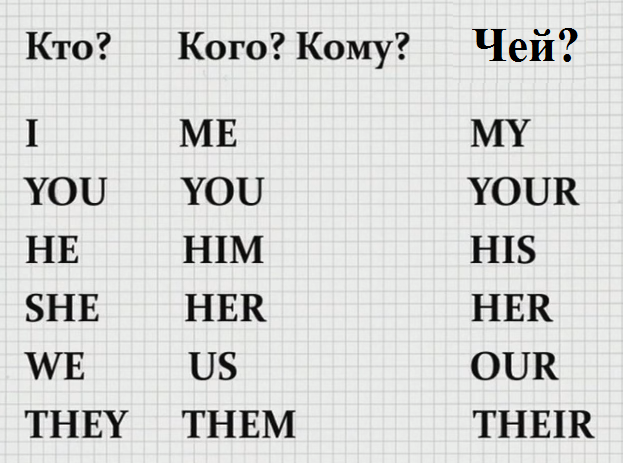 Кто? Кого? Кому? Чей?
I ME MY
YOU YOU YOUR
HE HIM HIS
SHE HER HER
WE US OUR
THEY THEM THEIR